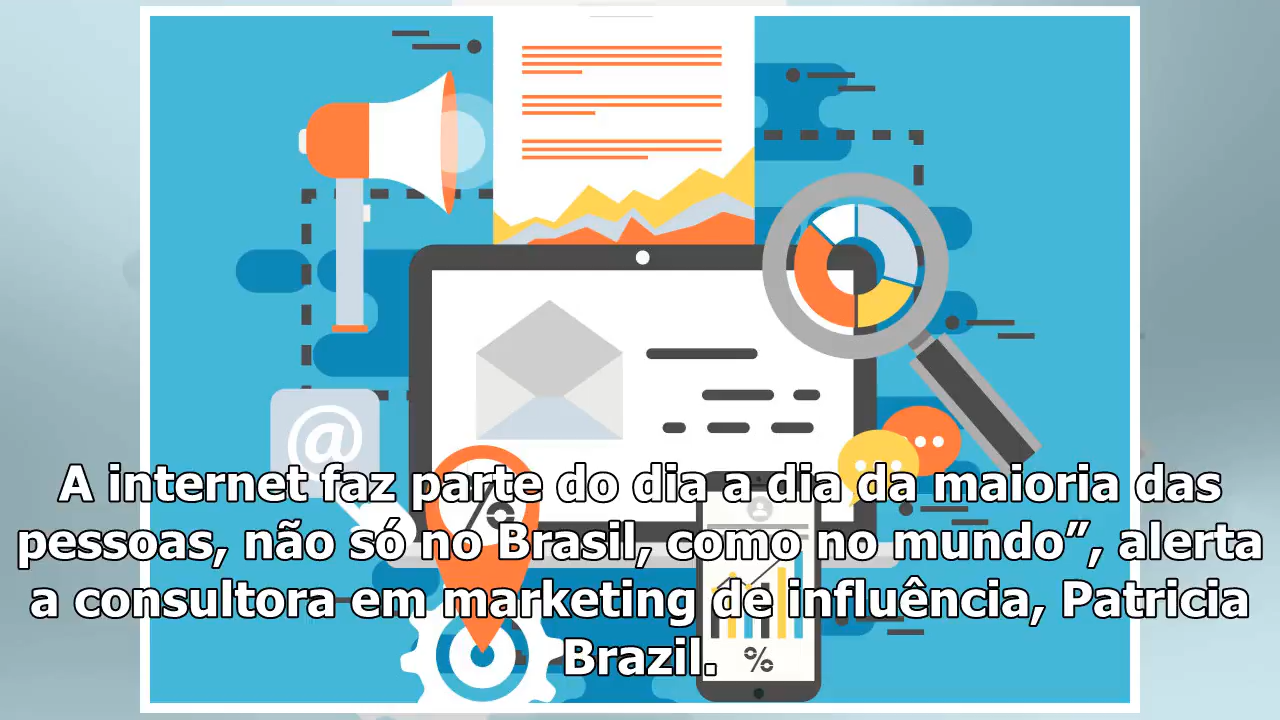 @
%
A internet faz parte do dia a dia da maioria das
pessoas, não só no Brasil, como no mundo”, alerta
a consultora em marketing de influência, Patricia
Brazil.
%